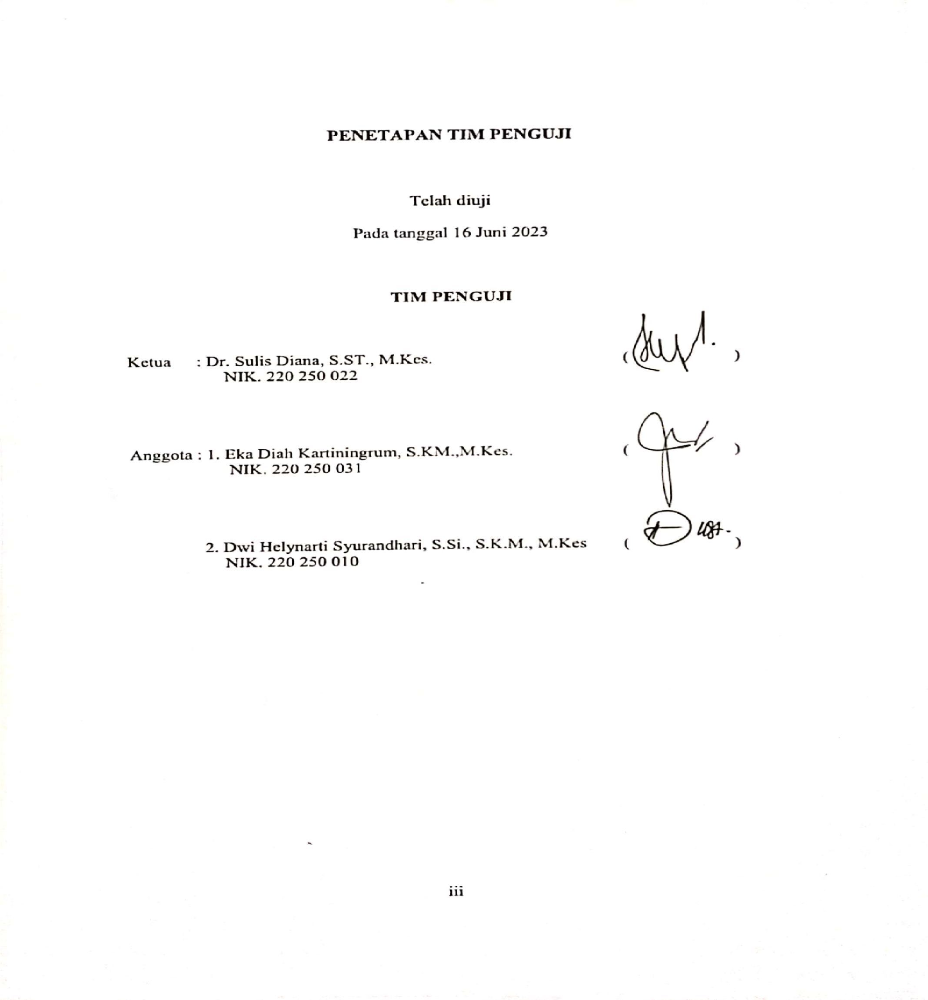 PENETAPAN TIM PENGUJI
Telah diuji
Pada tanggal 16 Juni 2023
TIM PENGUJI
Ketua : Dr. Sulis Diana, S.ST., M.Kes. ( )
NIK. 220 250 022
Anggota : 1. Eka Diah Kartiningrum, S.KM.,M.Kes. ( )
NIK. 220 250 031
2. Dwi Helynarti Syurandhari, S.Si., S.K.M., M.Kes ( )
NIK. 220 250 010
iii